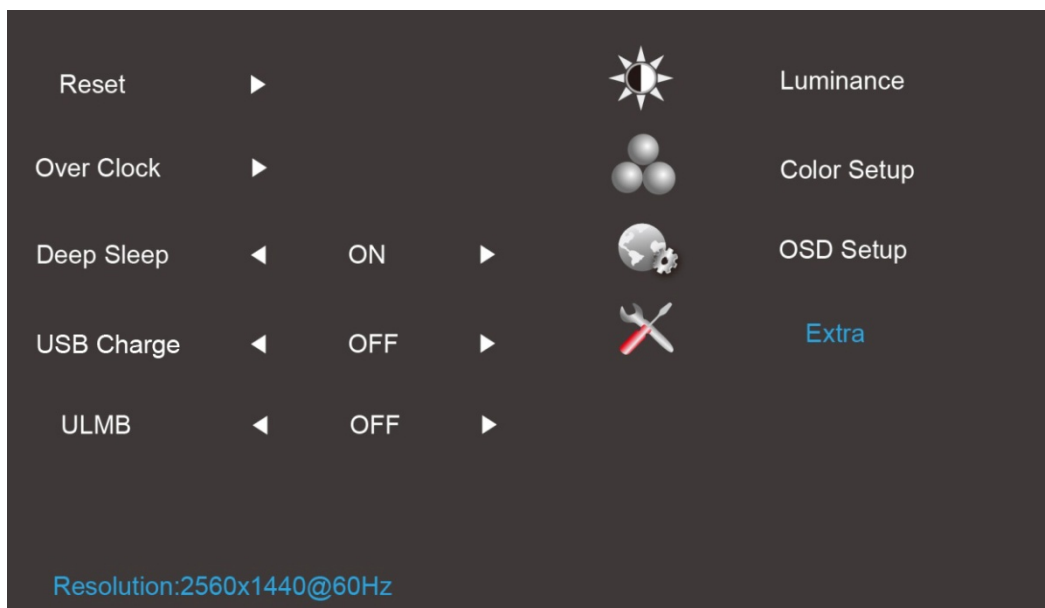 Reset
Over Clock
Deep Sleep ON
USB Charge OFF
ULMB OFF
Luminance
Color Setup
OSD Setup
Extra
Resolution:2560x1440@60Hz